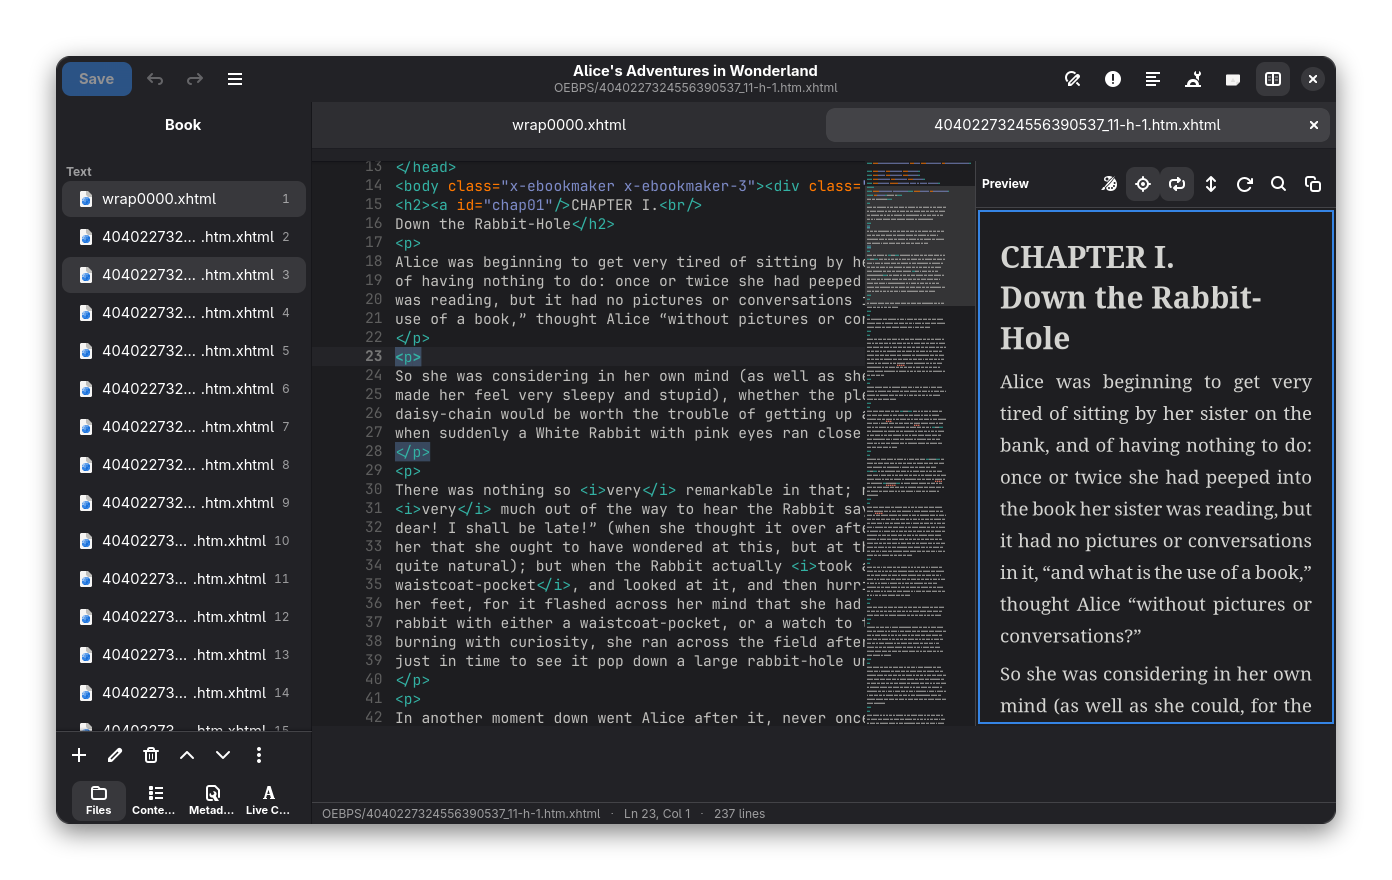 Save
Alice's Adventures in Wonderland
OEBPS/4040227324556390537_11-h-1.htm.xhtml
Book
wrap0000.xhtml
4040227324556390537_11-h-1.htm.xhtml
Text
wrap0000.xhtml 1
404022732... .htm.xhtml 2
404022732... .htm.xhtml 3
404022732... .htm.xhtml 4
404022732... .htm.xhtml 5
404022732... .htm.xhtml 6
404022732... .htm.xhtml 7
404022732... .htm.xhtml 8
404022732... .htm.xhtml 9
40402273... .htm.xhtml 10
40402273... .htm.xhtml 11
40402273... .htm.xhtml 12
40402273... .htm.xhtml 13
40402273... .htm.xhtml 14
40402273... .htm.xhtml 15
Files
Conte...
Metad...
Live C...
13 </head>
14 <body class="x-ebookmaker x-ebookmaker-3"><div class="
15 <h2><a id="chap01"/>CHAPTER I.<br/>
16 Down the Rabbit-Hole</h2>
17 <p>
18 Alice was beginning to get very tired of sitting by he
19 of having nothing to do: once or twice she had peeped
20 was reading, but it had no pictures or conversations
21 use of a book,” thought Alice “without pictures or con
22 </p>
23 <p>
24 So she was considering in her own mind (as well as she
25 made her feel very sleepy and stupid), whether the ple
26 daisy-chain would be worth the trouble of getting up a
27 when suddenly a White Rabbit with pink eyes ran close
28 </p>
29 <p>
30 There was nothing so <i>very</i> remarkable in that;
31 <i>very</i> much out of the way to hear the Rabbit say
32 dear! I shall be late!” (when she thought it over afte
33 her that she ought to have wondered at this, but at th
34 quite natural); but when the Rabbit actually <i>took a
35 waistcoat-pocket</i>, and looked at it, and then hurri
36 her feet, for it flashed across her mind that she had
37 rabbit with either a waistcoat-pocket, or a watch to t
38 burning with curiosity, she ran across the field after
39 just in time to see it pop down a large rabbit-hole un
40 </p>
41 <p>
42 In another moment down went Alice after it, never once
Preview
CHAPTER I.
Down the Rabbit-
Hole
Alice was beginning to get very
tired of sitting by her sister on the
bank, and of having nothing to do:
once or twice she had peeped into
the book her sister was reading, but
it had no pictures or conversations
in it, “and what is the use of a book,”
thought Alice “without pictures or
conversations?”
So she was considering in her own
mind (as well as she could, for the
OEBPS/4040227324556390537_11-h-1.htm.xhtml · Ln 23, Col 1 · 237 lines